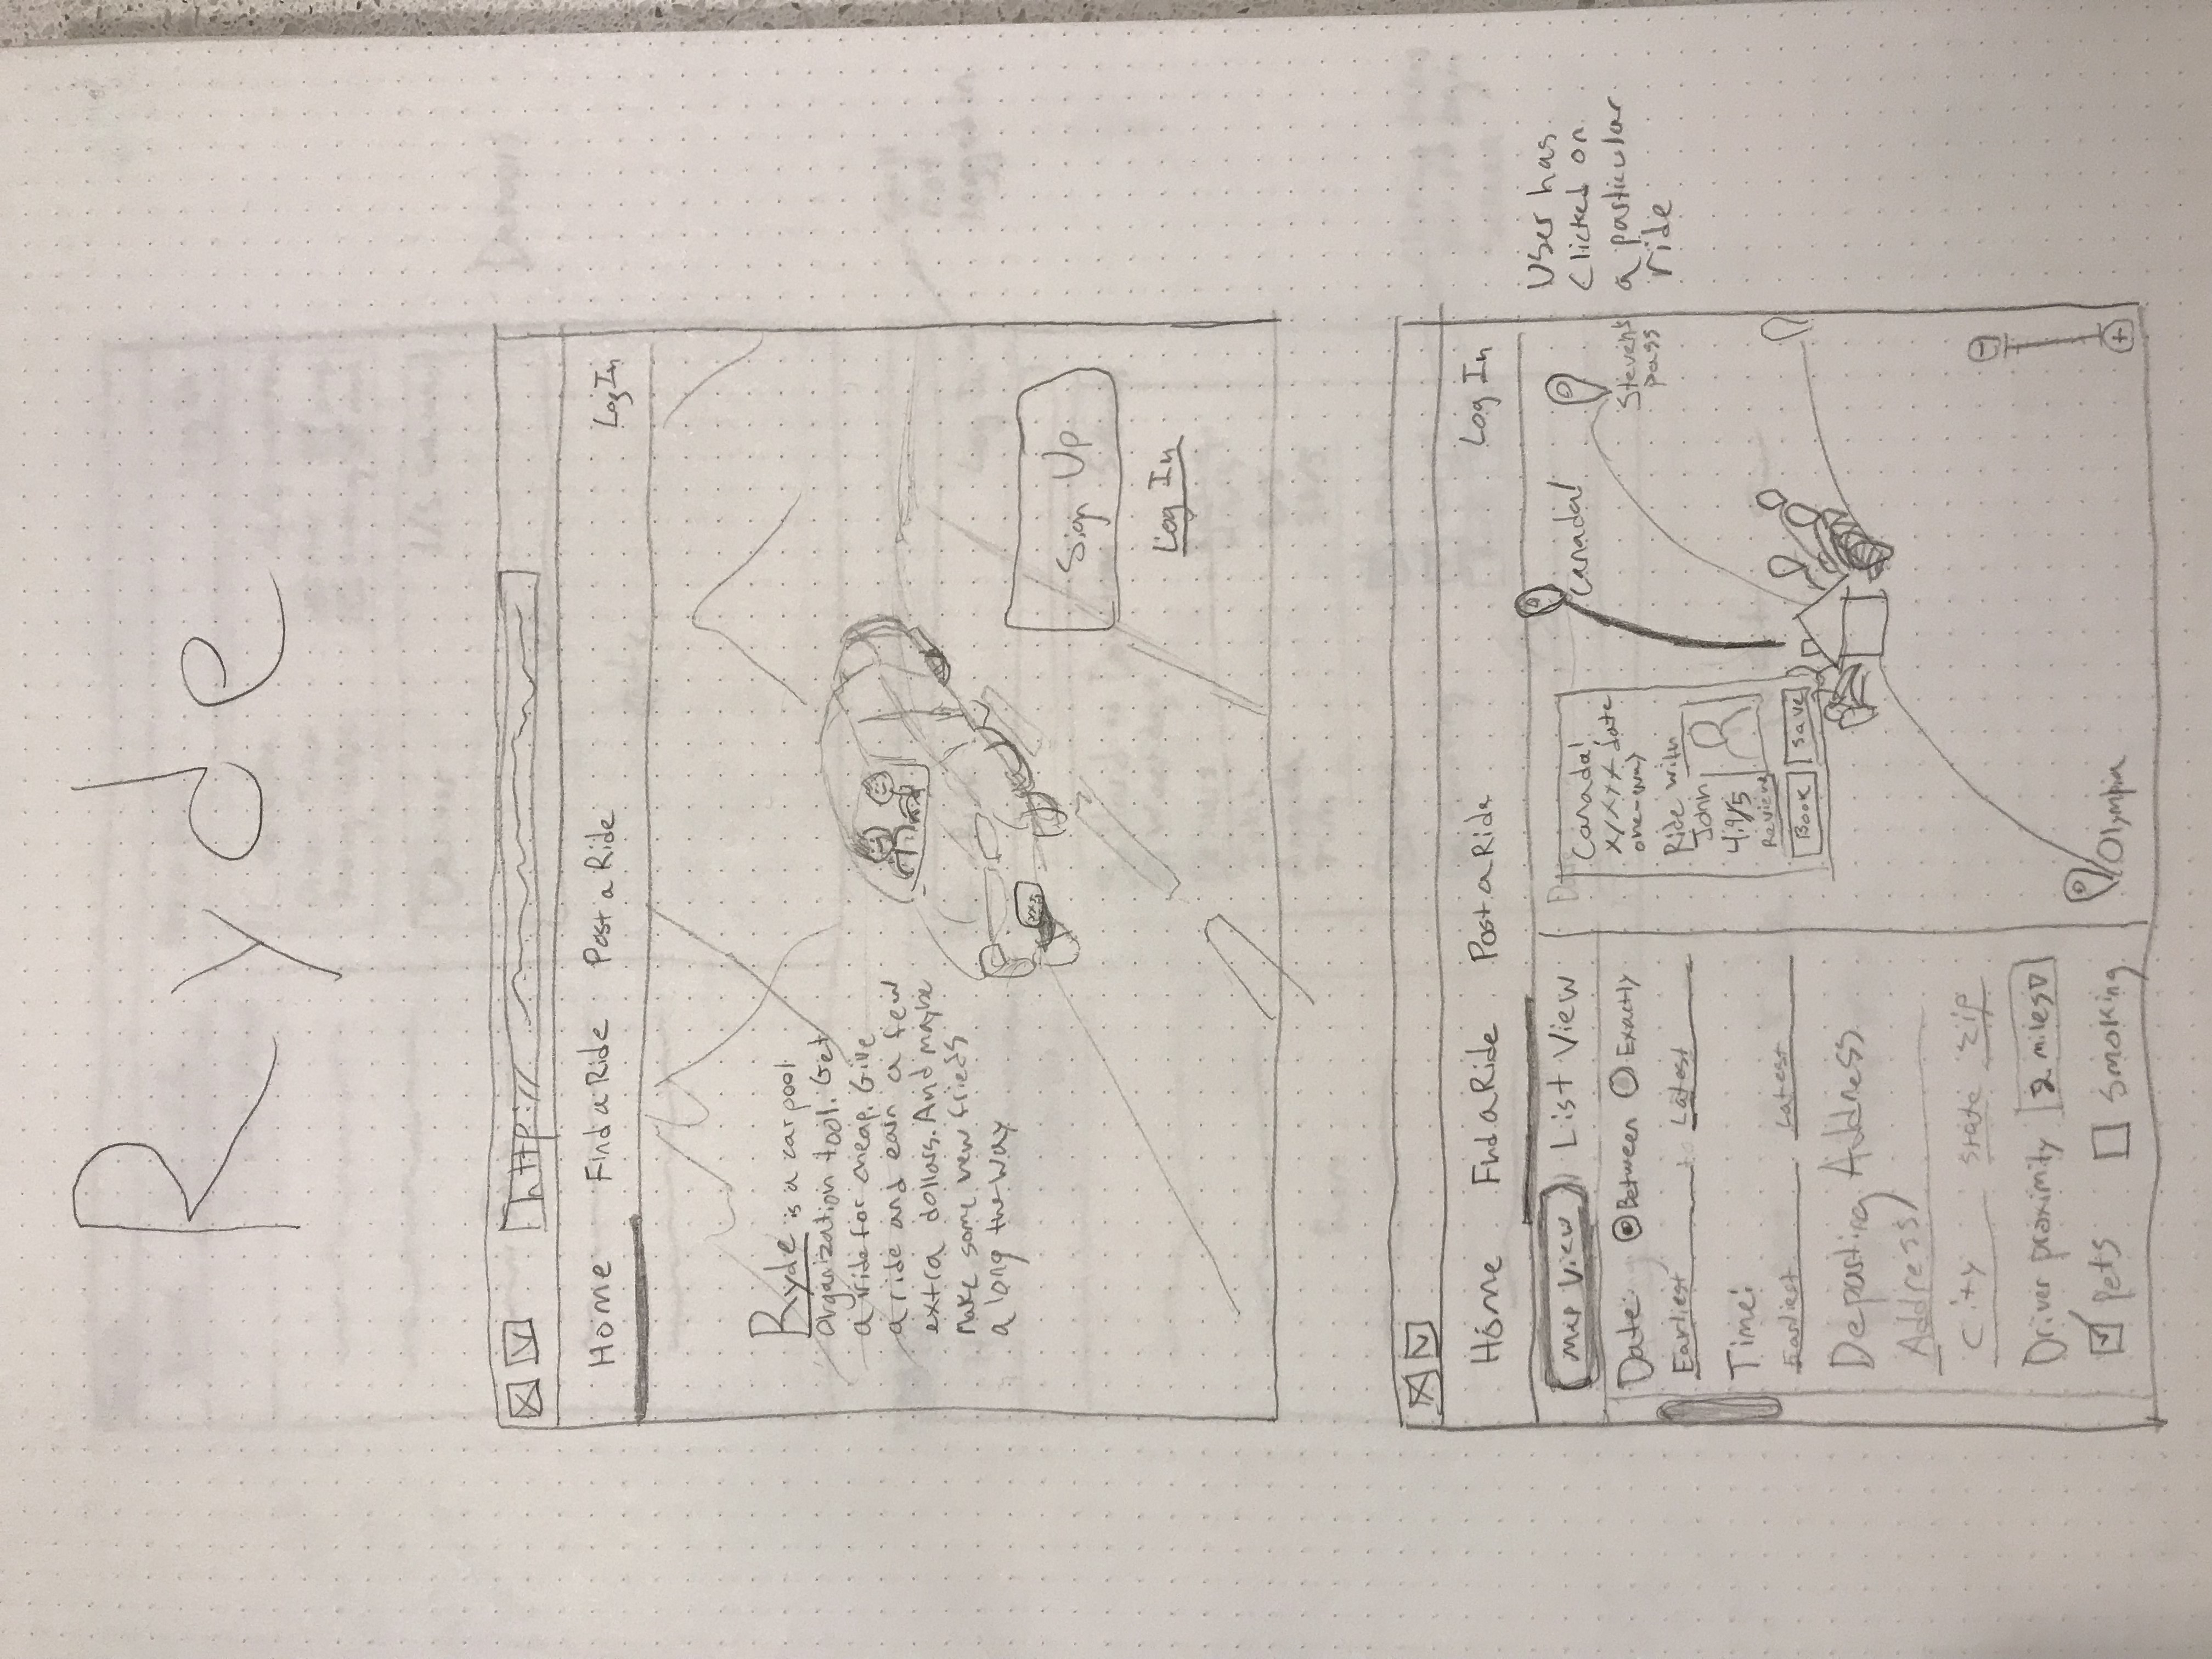 Ryde
http://
Home Find a Ride Post a Ride Log In
Ryde is a car pool
organization tool. Get
a ride for cheap. Give
a ride and earn a few
extra dollars. And maybe
make some new frieds
a long the way
Sign Up
Log In
Home Find a Ride Post a Ride Log In
Map View List View
Date: Between Exactly
Earliest to Latest
Time:
Earliest Latest
Departing Address
Address
City State Zip
Driver proximity 2 miles
pets Smoking
Canada!
x/xx date
one-way
Ride with
John
4.9/5
Reviews
Book Save
Canada!
Steven's
pass
Olympia
User has
clicked on
a particular
ride